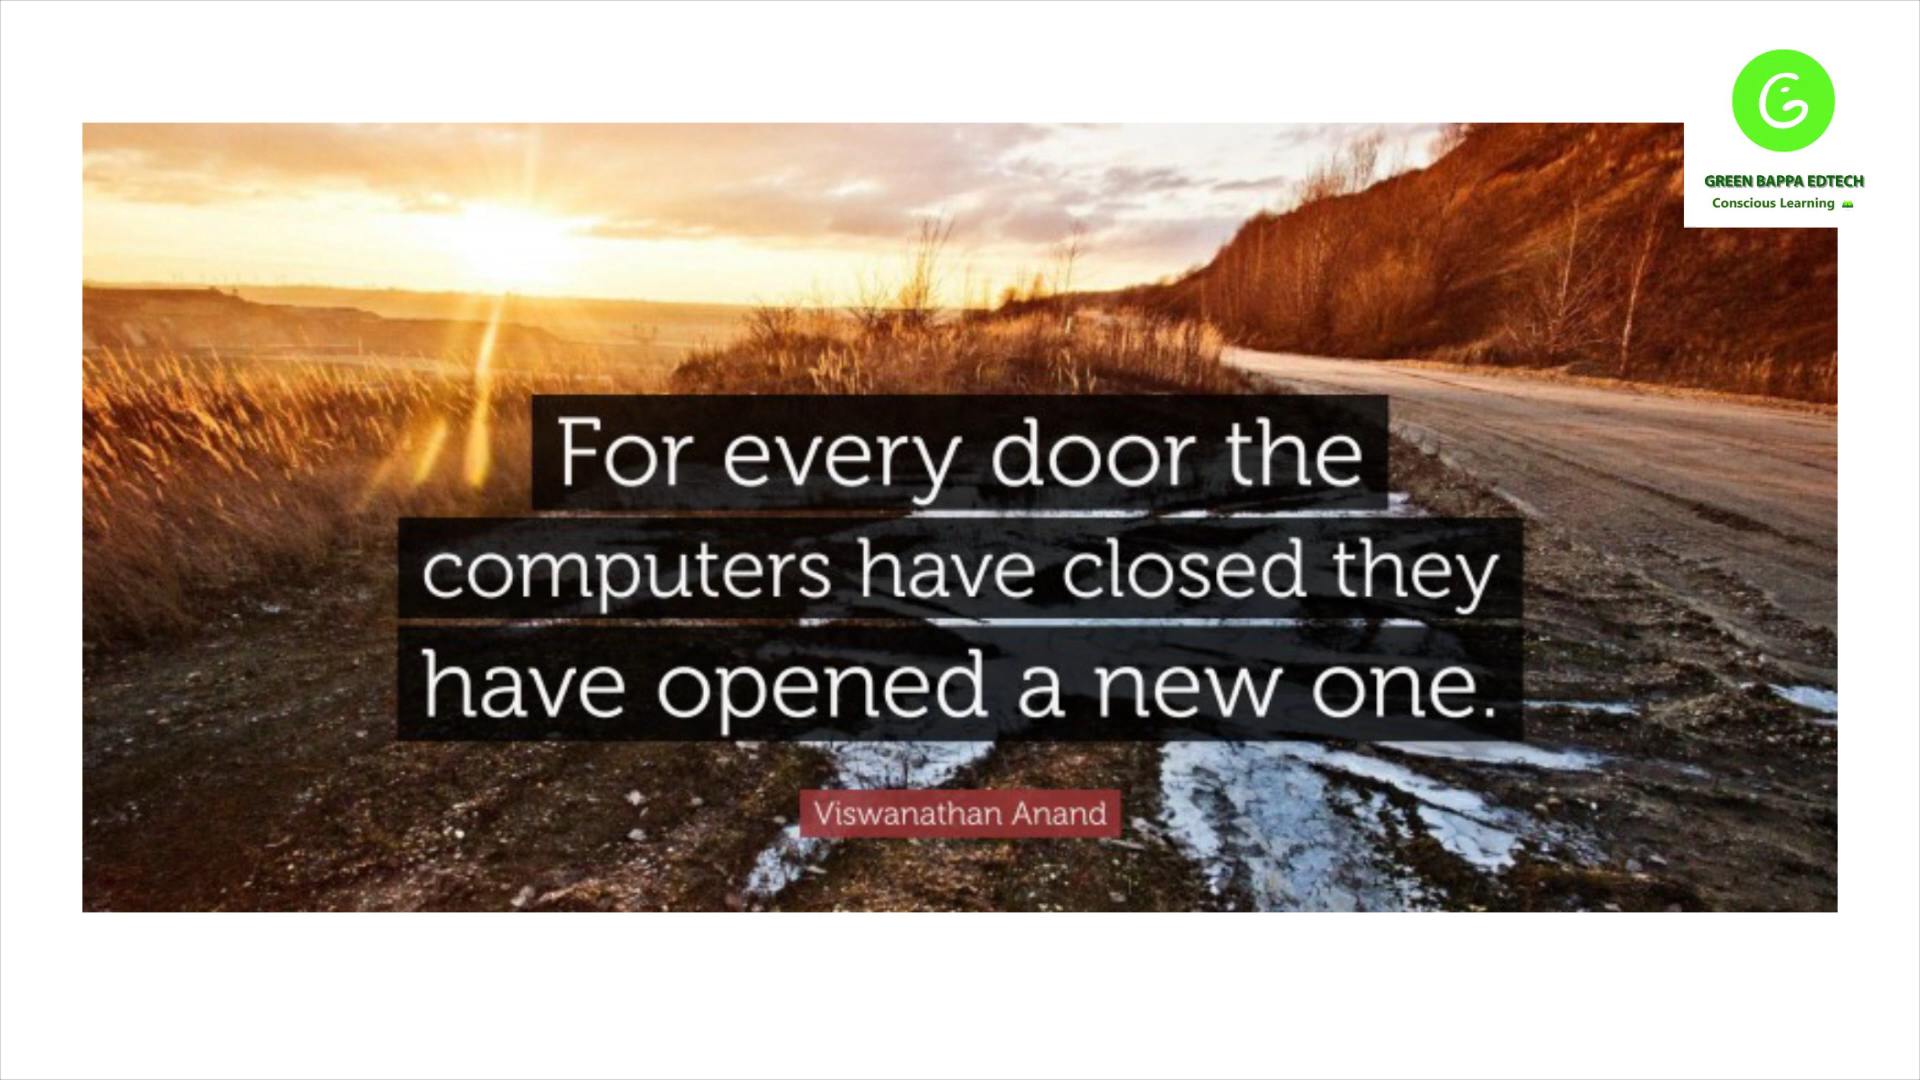 GREEN BAPPA EDTECH
Conscious Learning
For every door the
computers have closed they
have opened a new one.
Viswanathan Anand